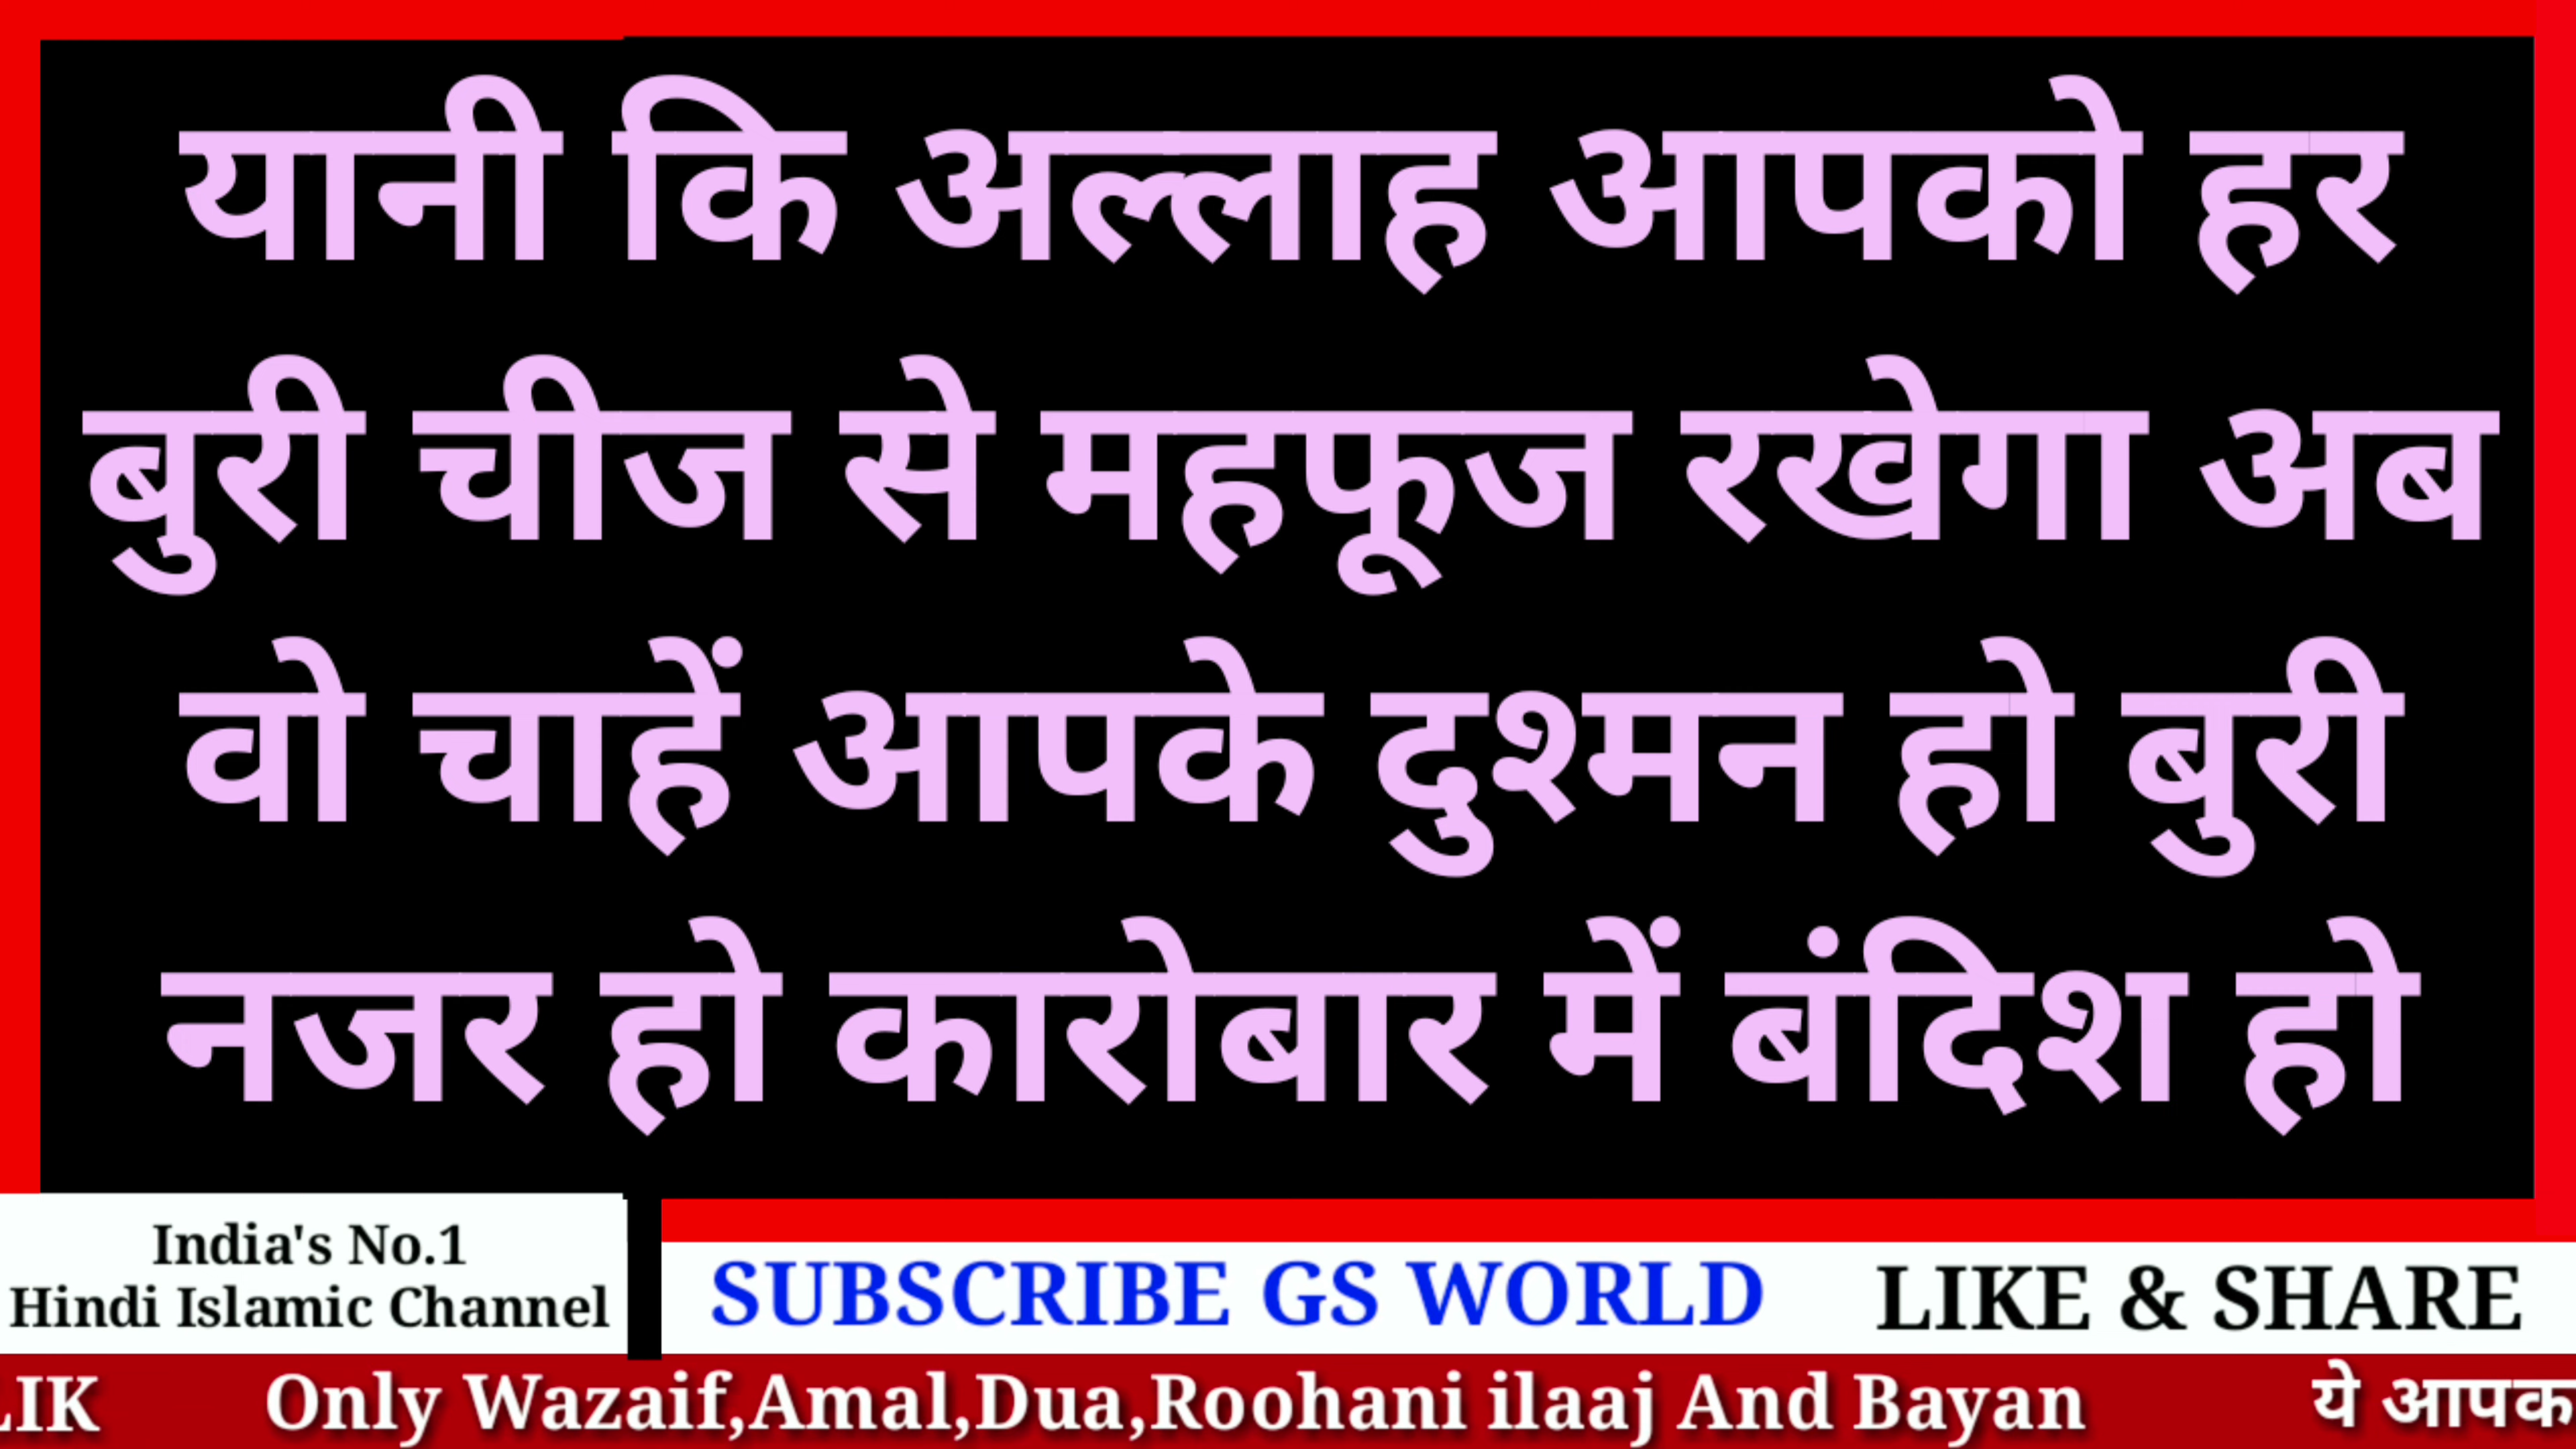 यानी कि अल्लाह आपको हर
बुरी चीज से महफूज रखेगा अब
वो चाहें आपके दुश्मन हो बुरी
नजर हो कारोबार में बंदिश हो
India's No.1
Hindi Islamic Channel
SUBSCRIBE GS WORLD LIKE & SHARE
LIK Only Wazaif,Amal,Dua,Roohani ilaaj And Bayan ये आपक